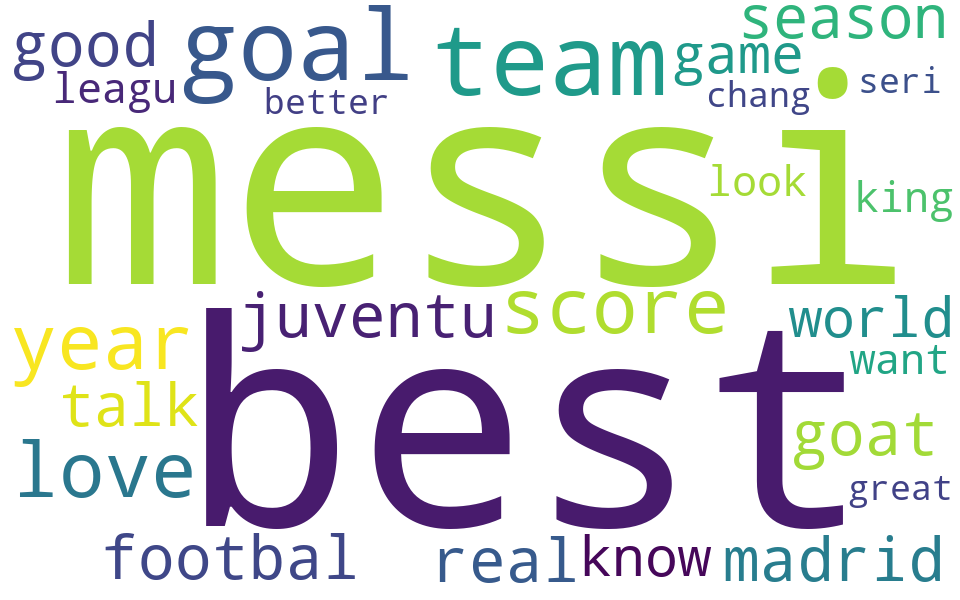 good goal team game season
leagu better chang seri
messi
look king
juventu score world
year best want
talk goat
love great
footbal real know madrid